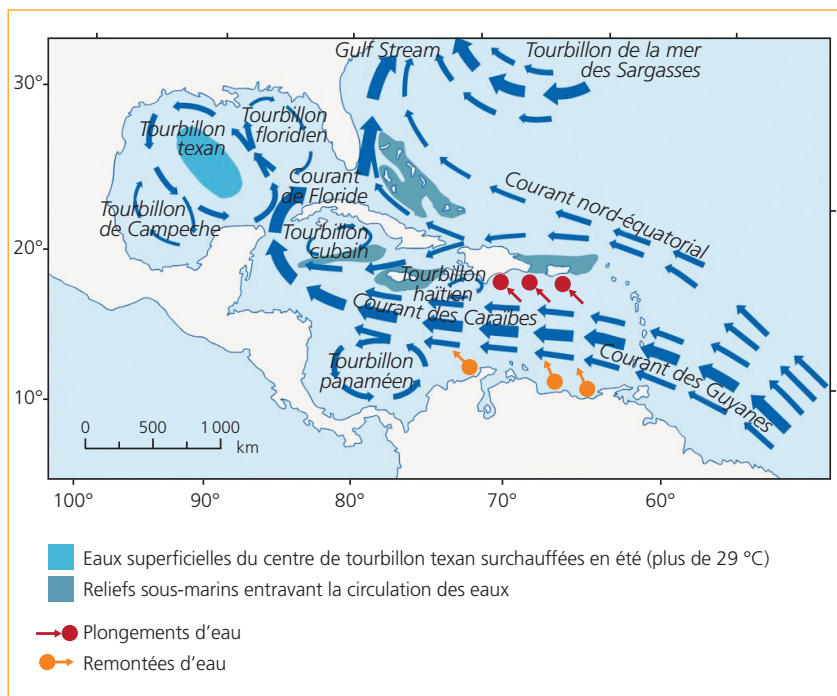 Gulf Stream
Tourbillon de la mer
des Sargasses
30°
Tourbillon
texan
Tourbillon
floridien
Courant
de Floride
Courant nord-équatorial
Tourbillon
de Campeche
20°
Tourbillon
cubain
Tourbillon
haïtien
Courant des Caraïbes
Tourbillon
panaméen
Courant des Guyanes
10°
0 500 1 000
km
100° 90° 80° 70° 60°
Eaux superficielles du centre de tourbillon texan surchauffées en été (plus de 29 °C)
Reliefs sous-marins entravant la circulation des eaux
Plongements d'eau
Remontées d'eau